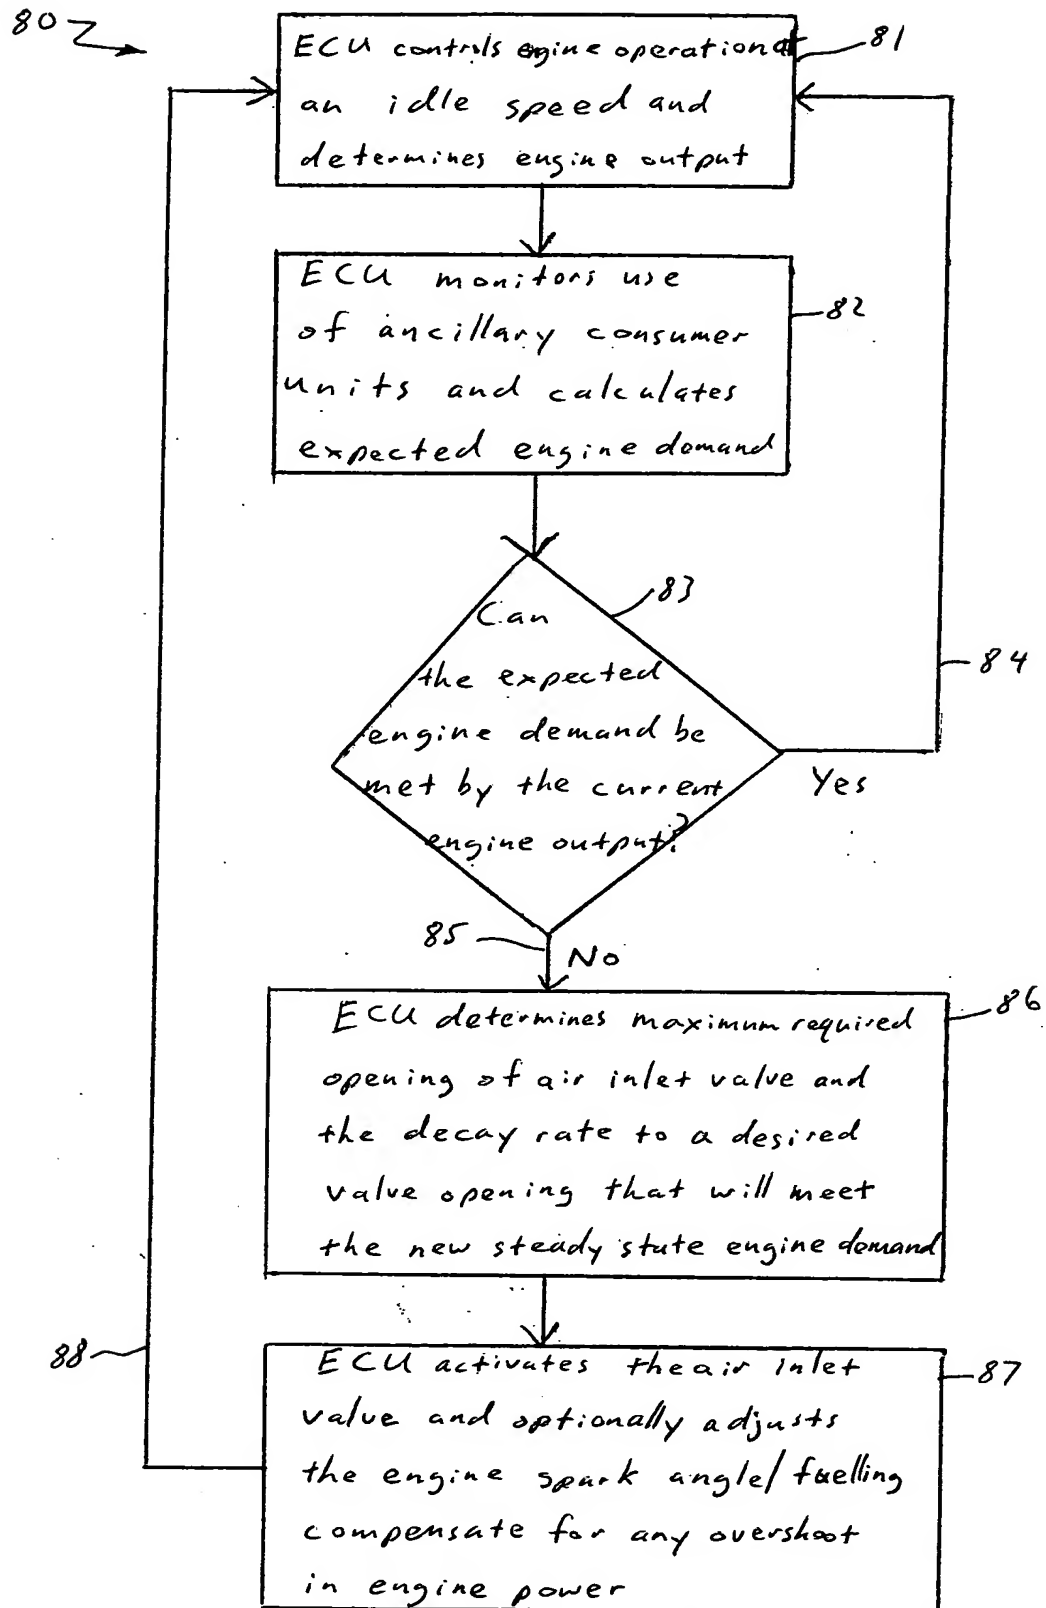 80
ECU controls engine operation at
an idle speed and
determines engine output
81
ECU monitors use
of ancillary consumer
units and calculates
expected engine demand
82
Can
the expected
engine demand be
met by the current
engine output?
83
84
Yes
85
No
ECU determines maximum required
opening of air inlet value and
the decay rate to a desired
value opening that will meet
the new steady state engine demand
86
88
ECU activates the air inlet
value and optionally adjusts
the engine spark angle/fuelling
compensate for any overshoot
in engine power
87